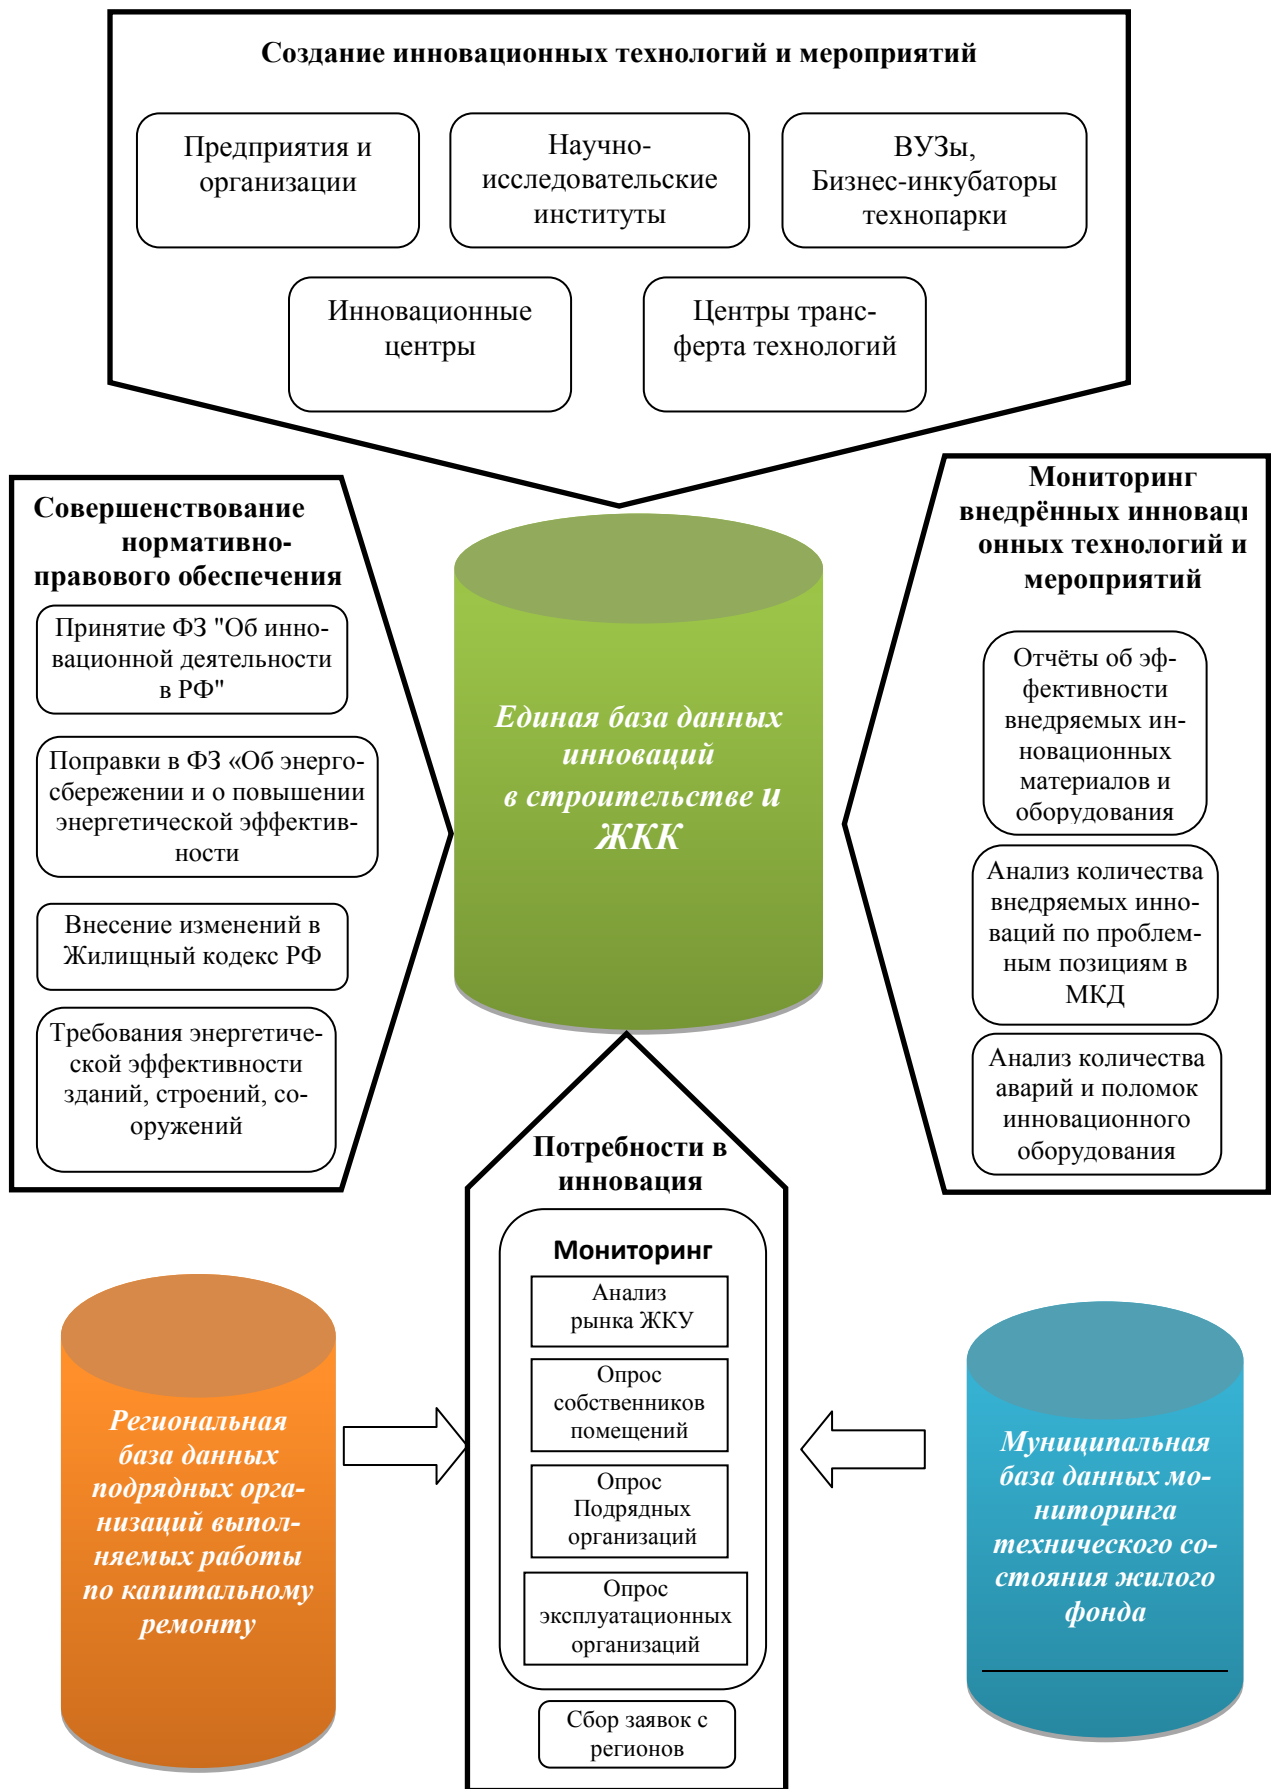 Создание инновационных технологий и мероприятий
Предприятия и
организации
Научно-
исследовательские
институты
ВУЗы,
Бизнес-инкубаторы
технопарки
Инновационные
центры
Центры транс-
ферта технологий
Совершенствование
нормативно-
правового обеспечения
Принятие ФЗ "Об инно-
вационной деятельности
в РФ"
Поправки в ФЗ «Об энерго-
сбережении и о повышении
энергетической эффектив-
ности
Внесение изменений в
Жилищный кодекс РФ
Требования энергетиче-
ской эффективности
зданий, строений, со-
оружений
Единая база данных
инноваций
в строительстве и
ЖКК
Мониторинг
внедрённых инноваци
онных технологий и
мероприятий
Отчёты об эф-
фективности
внедряемых ин-
новационных
материалов и
оборудования
Анализ количества
внедряемых инно-
ваций по проблем-
ным позициям в
МКД
Анализ количества
аварий и поломок
инновационного
оборудования
Потребности в
инновация
Мониторинг
Анализ
рынка ЖКУ
Опрос
собственников
помещений
Опрос
Подрядных
организаций
Опрос
эксплуатационных
организаций
Сбор заявок с
регионов
Региональная
база данных
подрядных орга-
низаций выпол-
няемых работы
по капитальному
ремонту
Муниципальная
база данных мо-
ниторинга
технического со-
стояния жилого
фонда